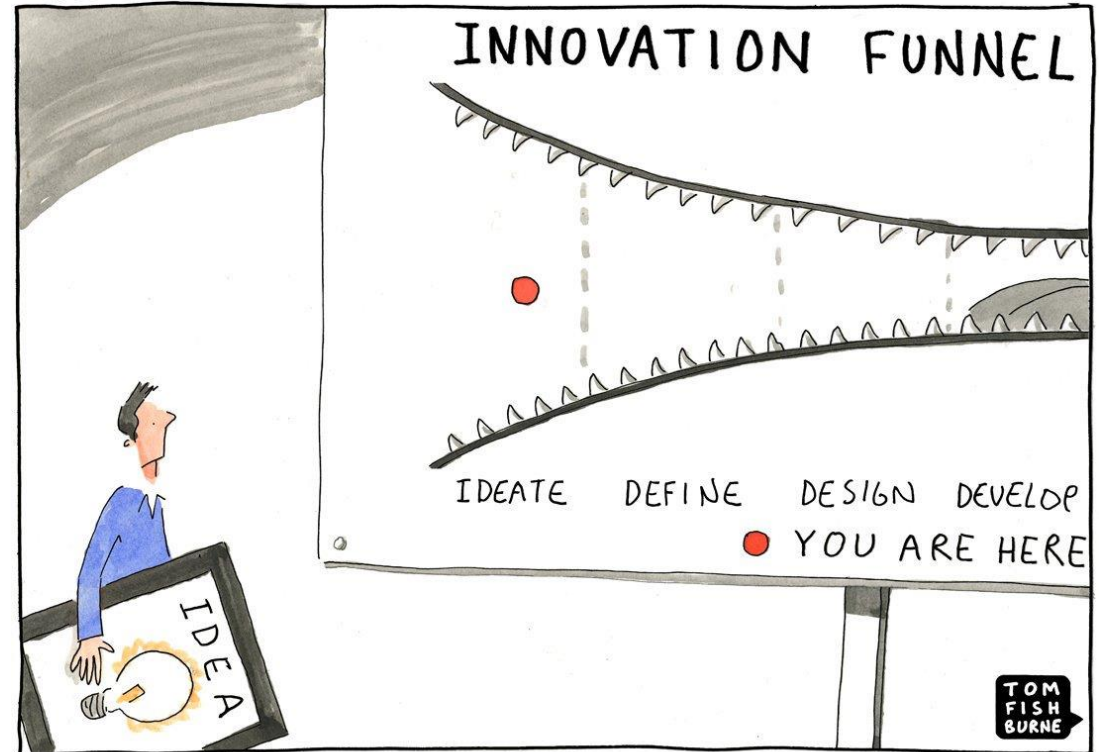 INNOVATION FUNNEL
IDEATE DEFINE DESIGN DEVELOP
YOU ARE HERE
IDEA
TOM
FISH
BURNE